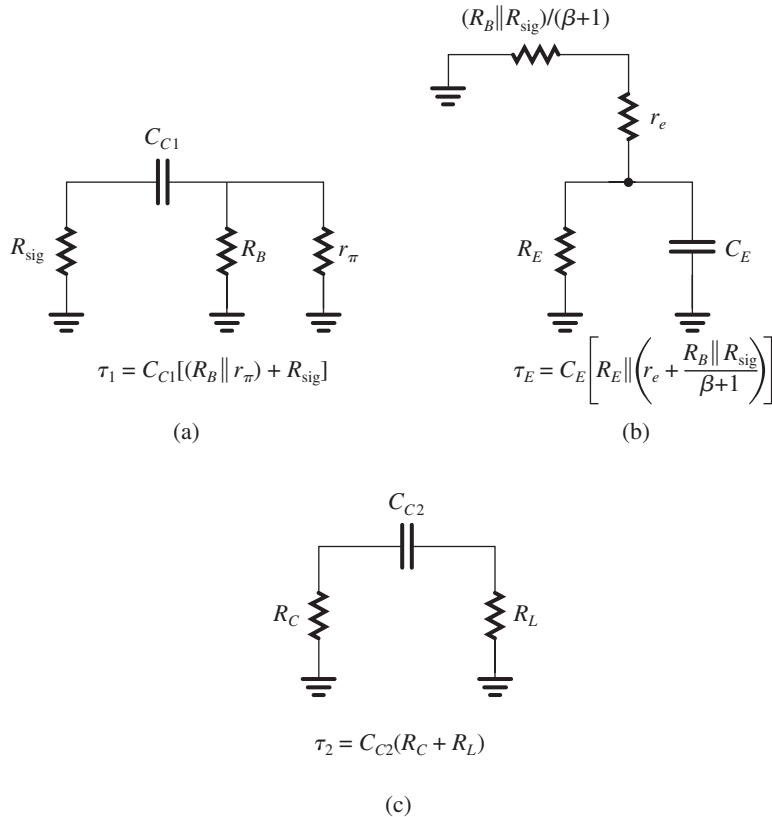 (R_B∥R_sig)/(β+1)
r_e
C_C1
R_sig
R_B
r_π
R_E
C_E
τ_1 = C_C1[(R_B∥r_π) + R_sig]
τ_E = C_E[R_E∥(r_e + (R_B∥R_sig)/(β+1))]
(a)
(b)
C_C2
R_C
R_L
τ_2 = C_C2(R_C + R_L)
(c)